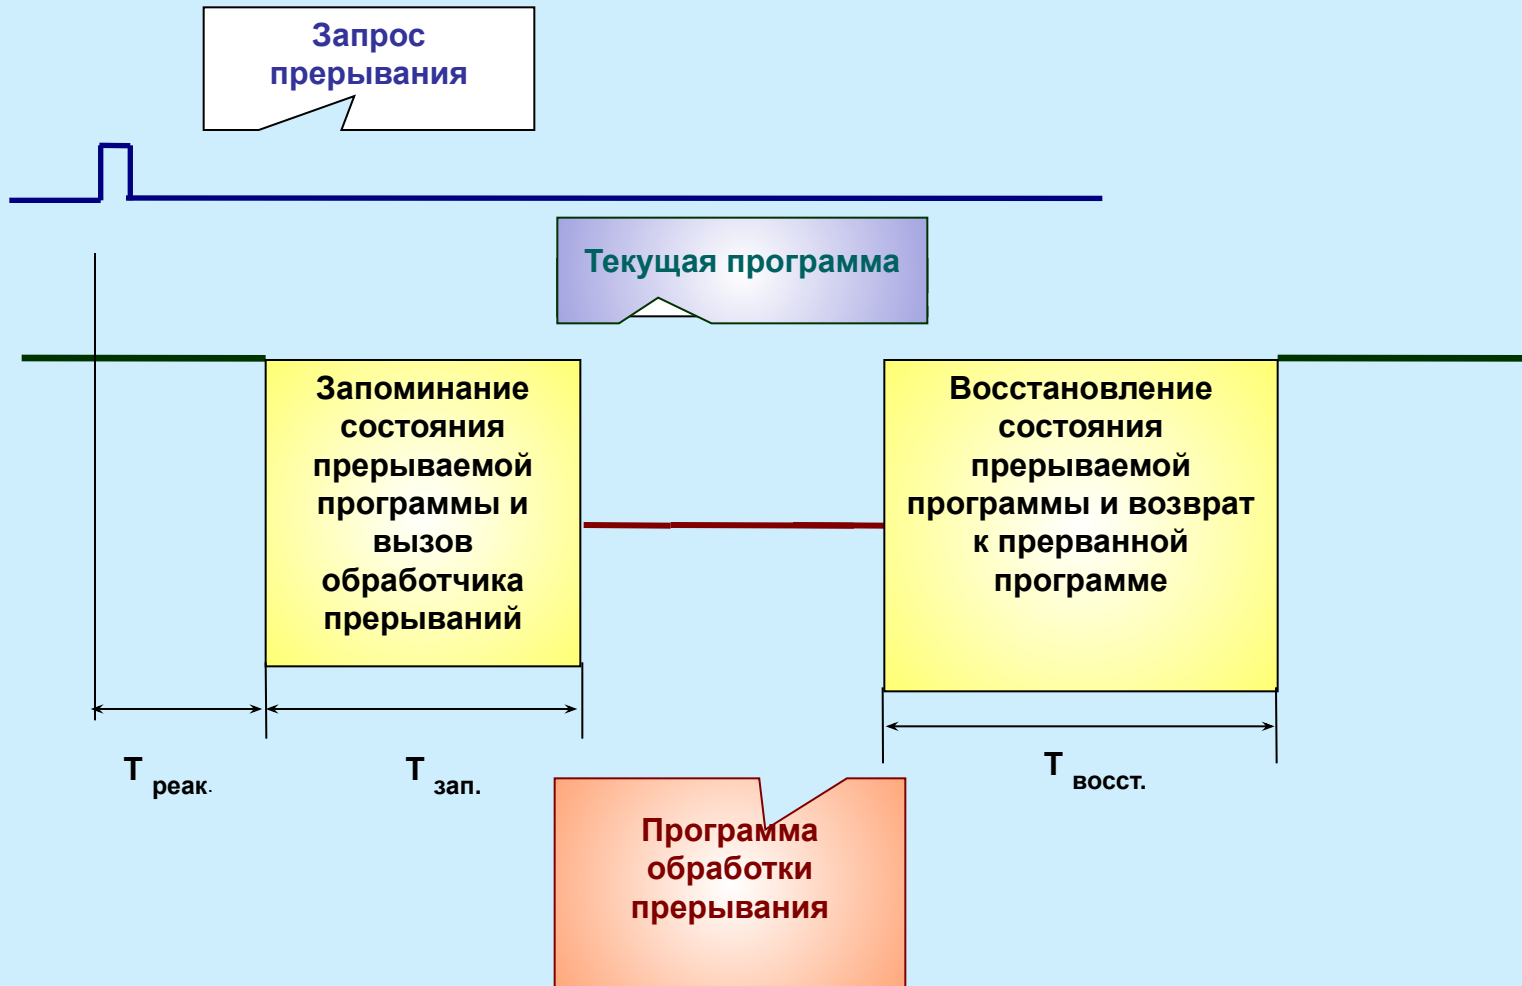 Запрос
прерывания
Текущая программа
Запоминание
состояния
прерываемой
программы и
вызов
обработчика
прерываний
Восстановление
состояния
прерываемой
программы и возврат
к прерванной
программе
Т реак.
Т зап.
Т восст.
Программа
обработки
прерывания